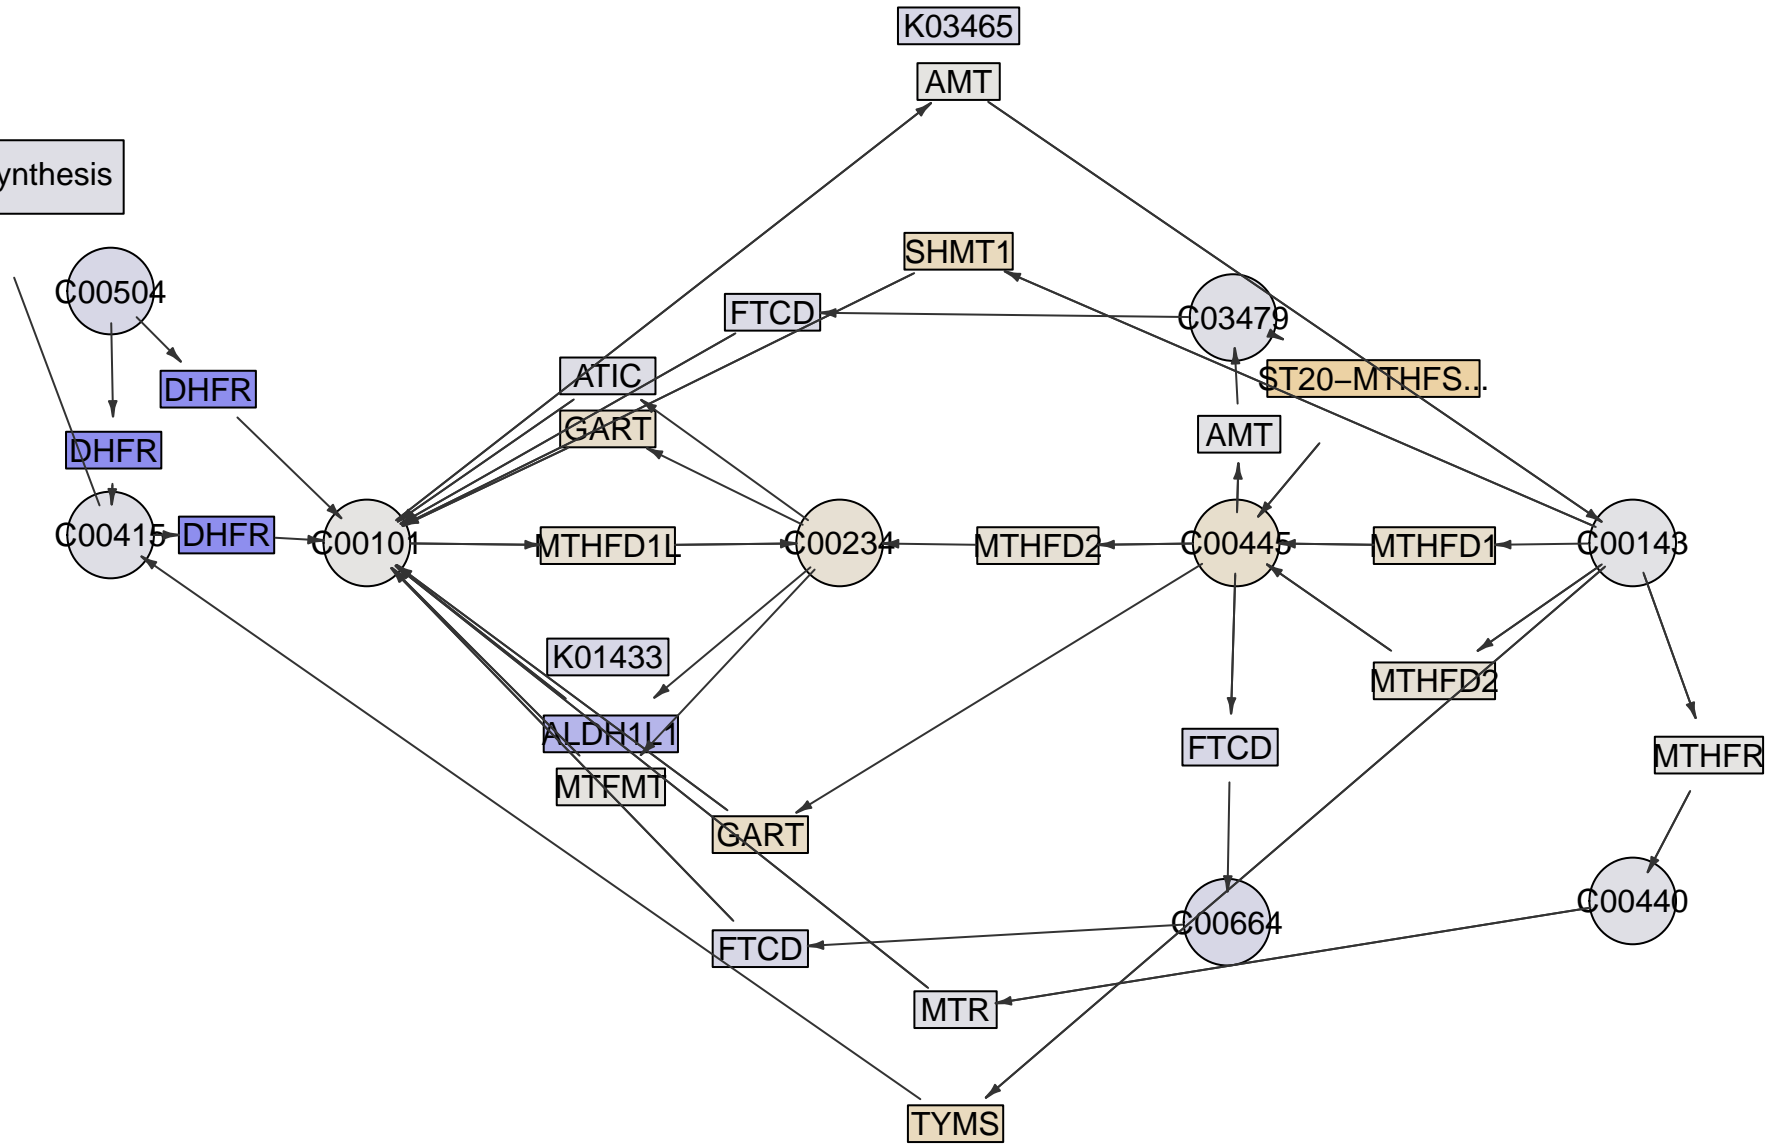 K03465
AMT
ynthesis
SHMT1
C00504
FTCD
C03479
ATIC
DHFR
ST20−MTHFS...
GART
AMT
DHFR
C00415
DHFR
C00101
MTHFD1L
C00234
MTHFD2
C00445
MTHFD1
C00143
K01433
MTHFD2
ALDH1L1
FTCD
MTHFR
MTFMT
GART
C00440
C00664
FTCD
MTR
TYMS